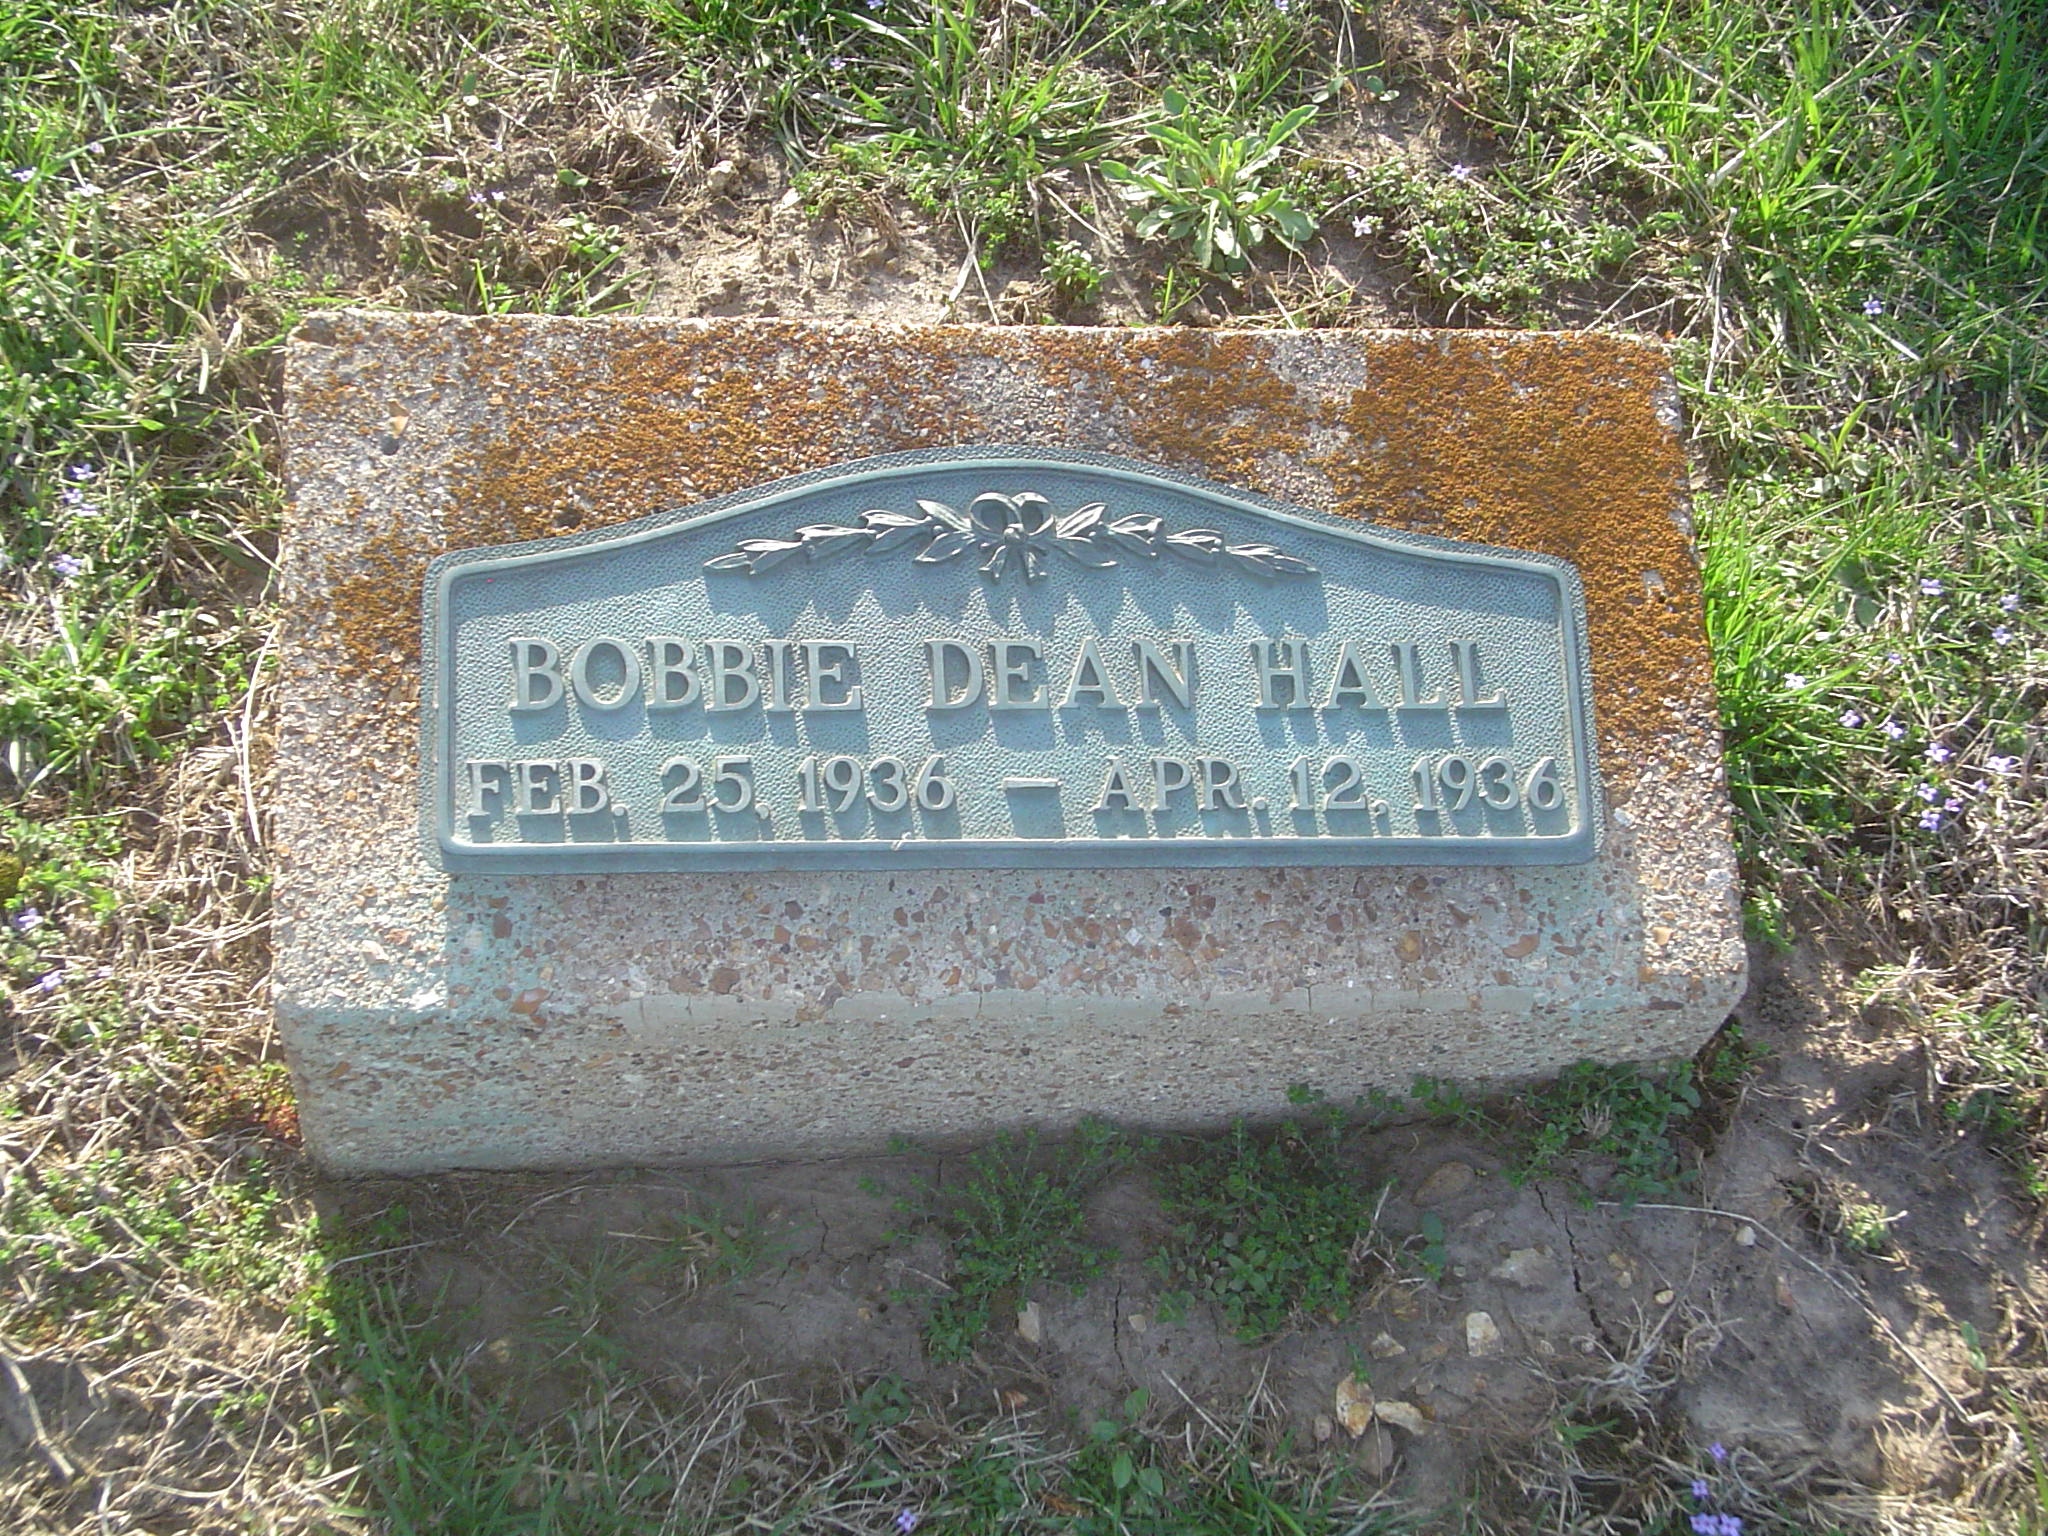 BOBBIE DEAN HALL
FEB. 25, 1936 — APR. 12, 1936